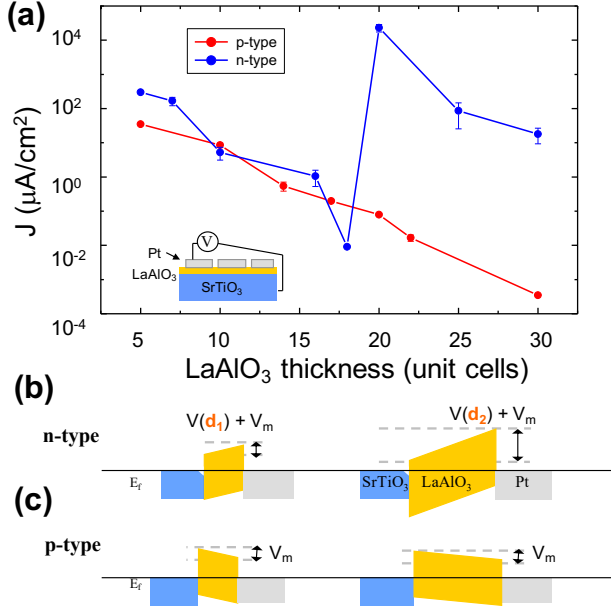 (a)
10⁴
10²
10⁰
10⁻²
10⁻⁴
J (µA/cm²)
p-type
n-type
V
Pt
LaAlO₃
SrTiO₃
5 10 15 20 25 30
LaAlO₃ thickness (unit cells)
(b)
V(d₁) + Vₘ
V(d₂) + Vₘ
n-type
E_f
SrTiO₃ LaAlO₃ Pt
(c)
p-type
Vₘ
Vₘ
E_f